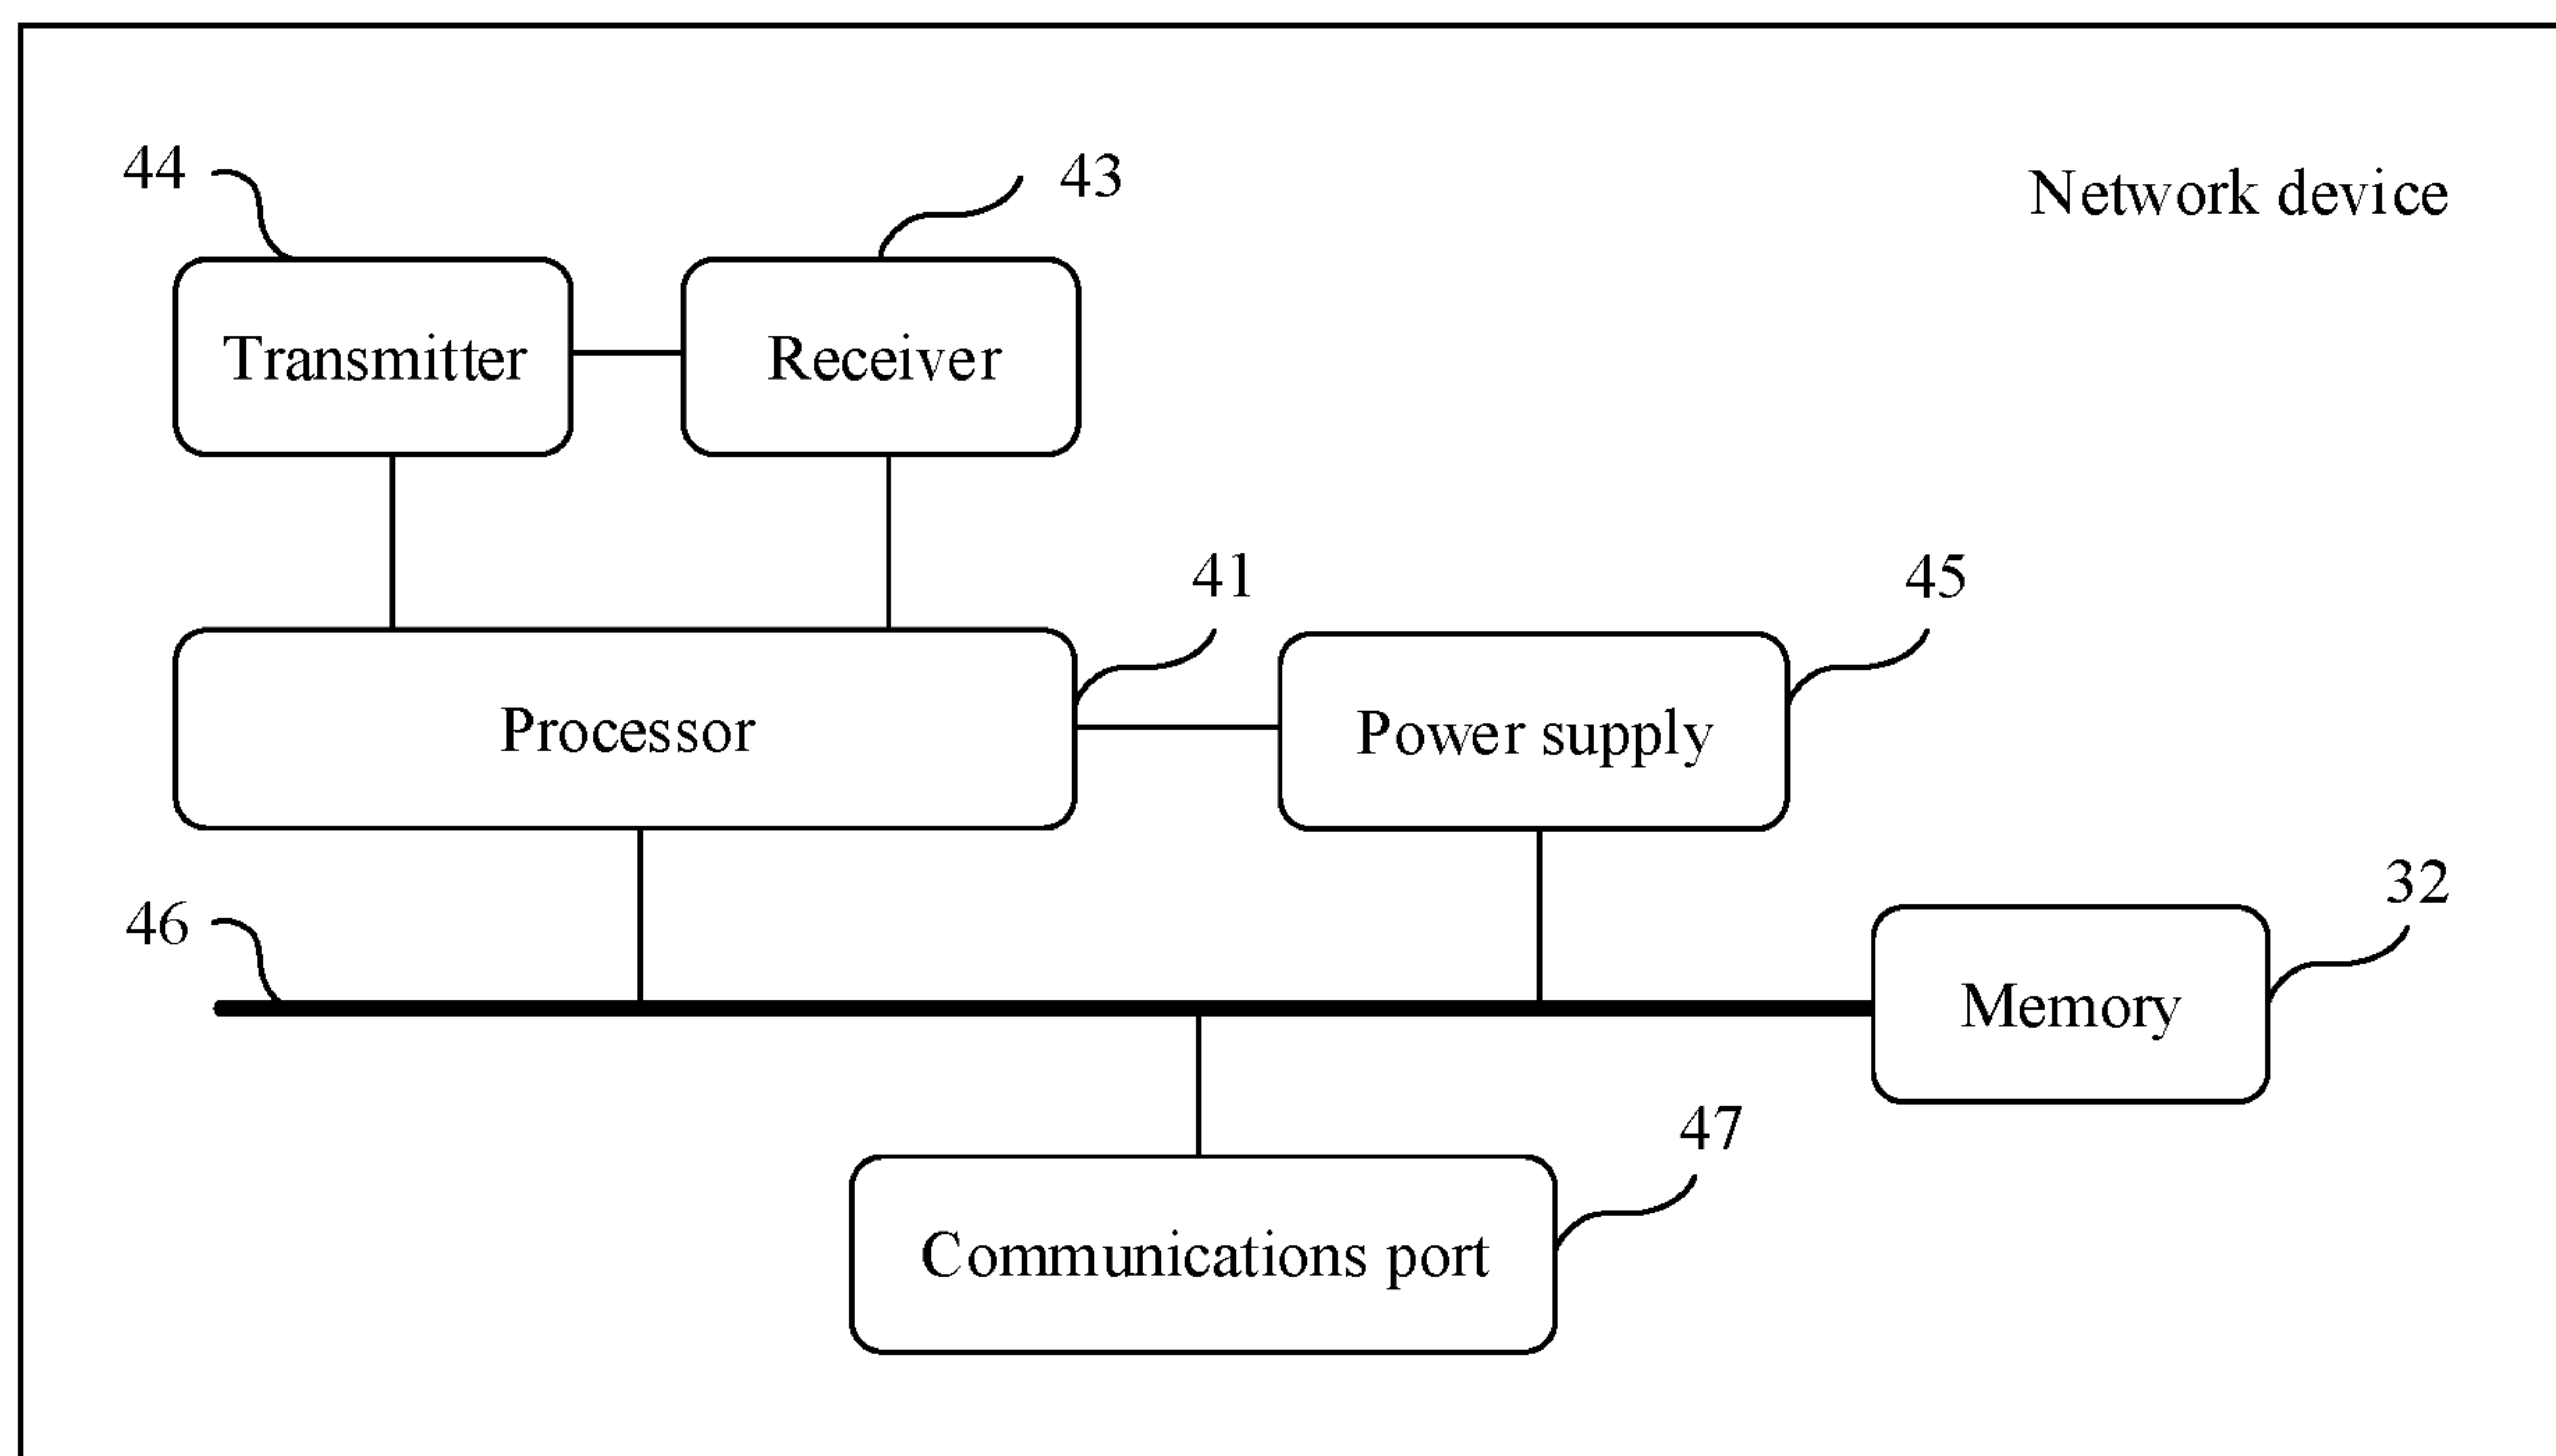 44
43
Network device
Transmitter
Receiver
41
45
Processor
Power supply
32
46
Memory
47
Communications port